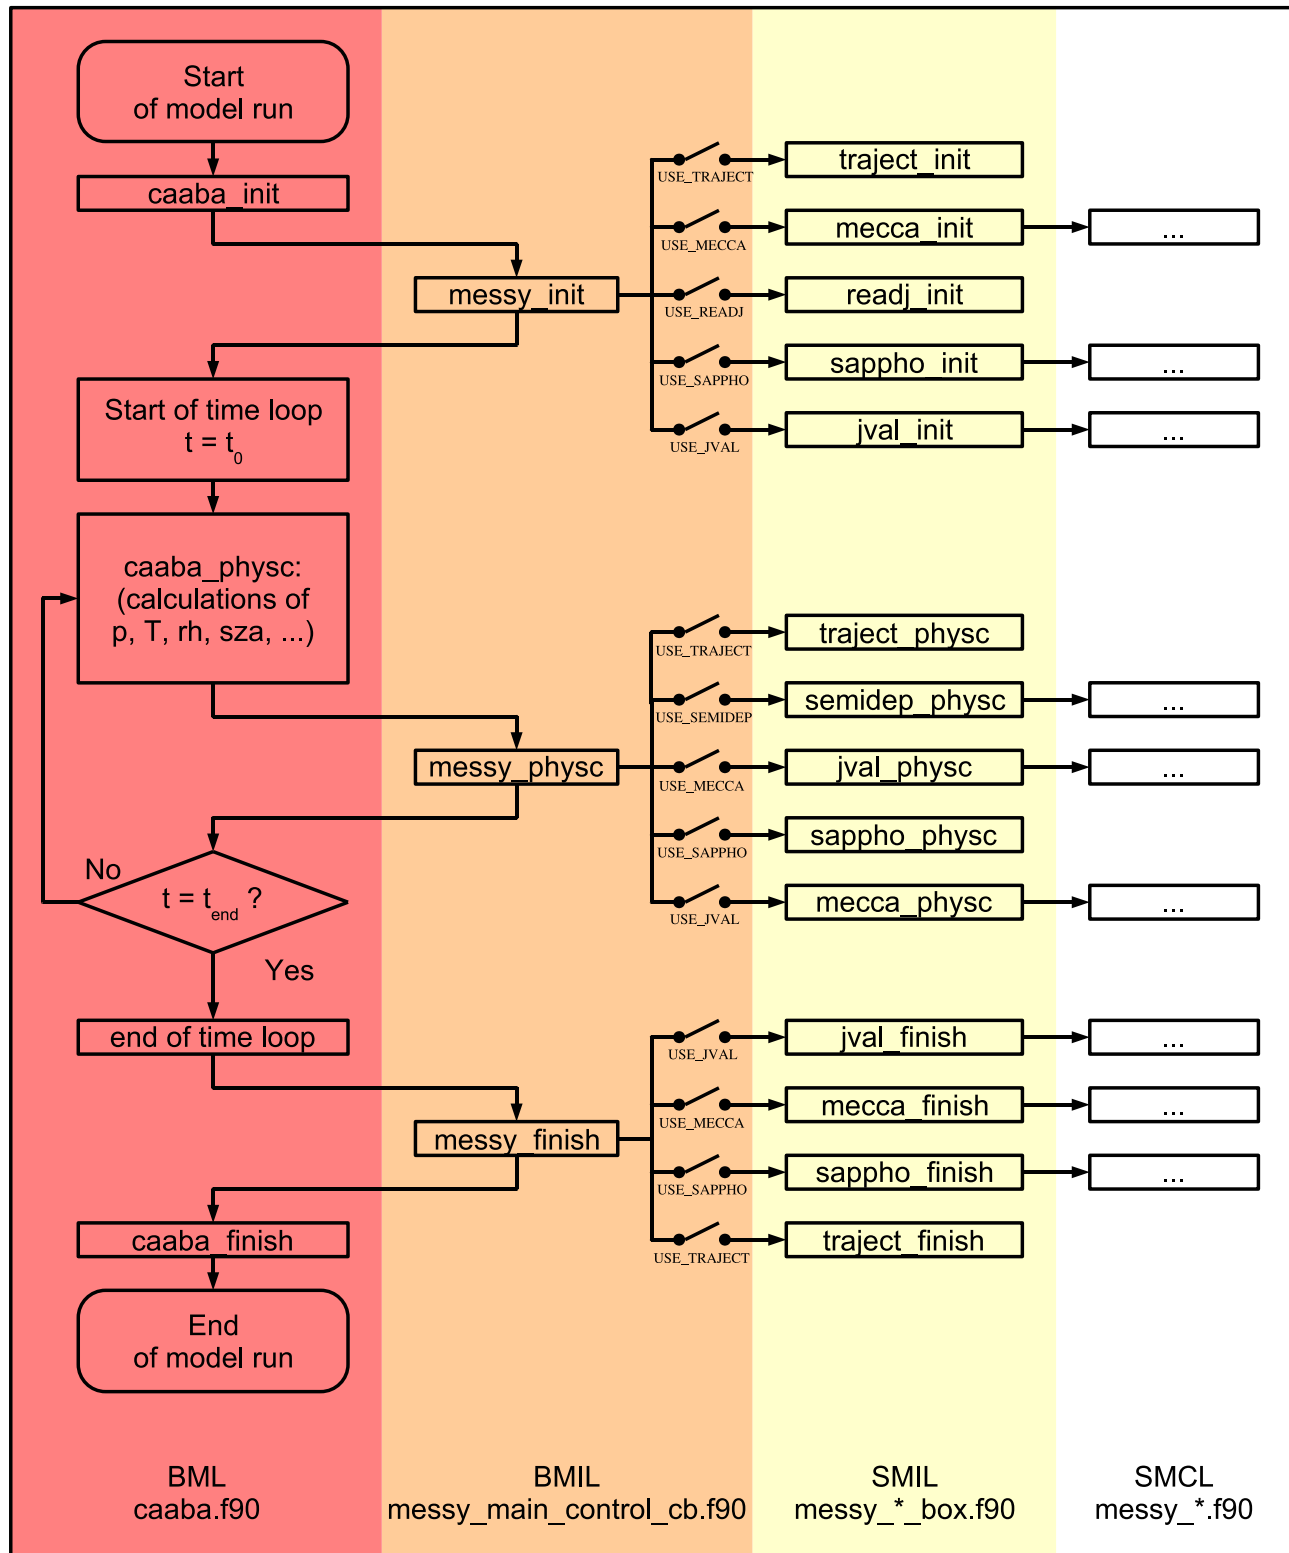 Start
of model run
caaba_init
messy_init
USE_TRAJECT
traject_init
USE_MECCA
mecca_init
...
USE_READJ
readj_init
USE_SAPPHO
sappho_init
...
USE_JVAL
jval_init
...
Start of time loop
t = t0
caaba_physc:
(calculations of
p, T, rh, sza, ...)
messy_physc
USE_TRAJECT
traject_physc
USE_SEMIDEP
semidep_physc
...
USE_MECCA
jval_physc
...
USE_SAPPHO
sappho_physc
USE_JVAL
mecca_physc
...
No
t = tend ?
Yes
end of time loop
messy_finish
USE_JVAL
jval_finish
...
USE_MECCA
mecca_finish
...
USE_SAPPHO
sappho_finish
...
USE_TRAJECT
traject_finish
caaba_finish
End
of model run
BML
caaba.f90
BMIL
messy_main_control_cb.f90
SMIL
messy_*_box.f90
SMCL
messy_*.f90